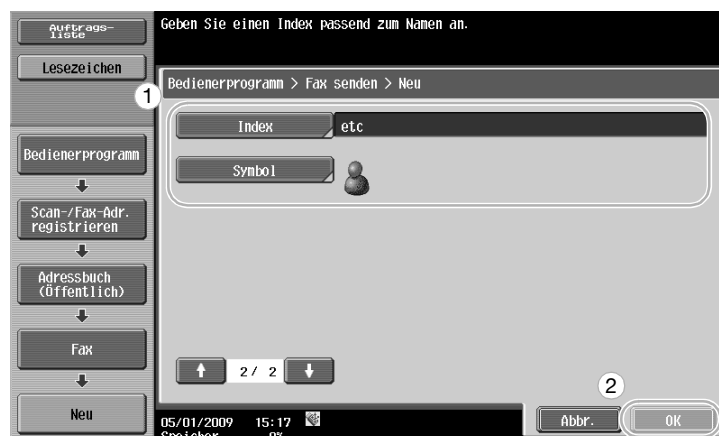 Auftrags-
liste
Geben Sie einen Index passend zum Namen an.
Lesezeichen
Bedienerprogramm > Fax senden > Neu
1
Index
etc
Symbol
Bedienerprogramm
Scan-/Fax-Adr.
registrieren
Adressbuch
(Öffentlich)
Fax
Neu
2/ 2
2
05/01/2009 15:17
Speicher 0%
Abbr.
OK